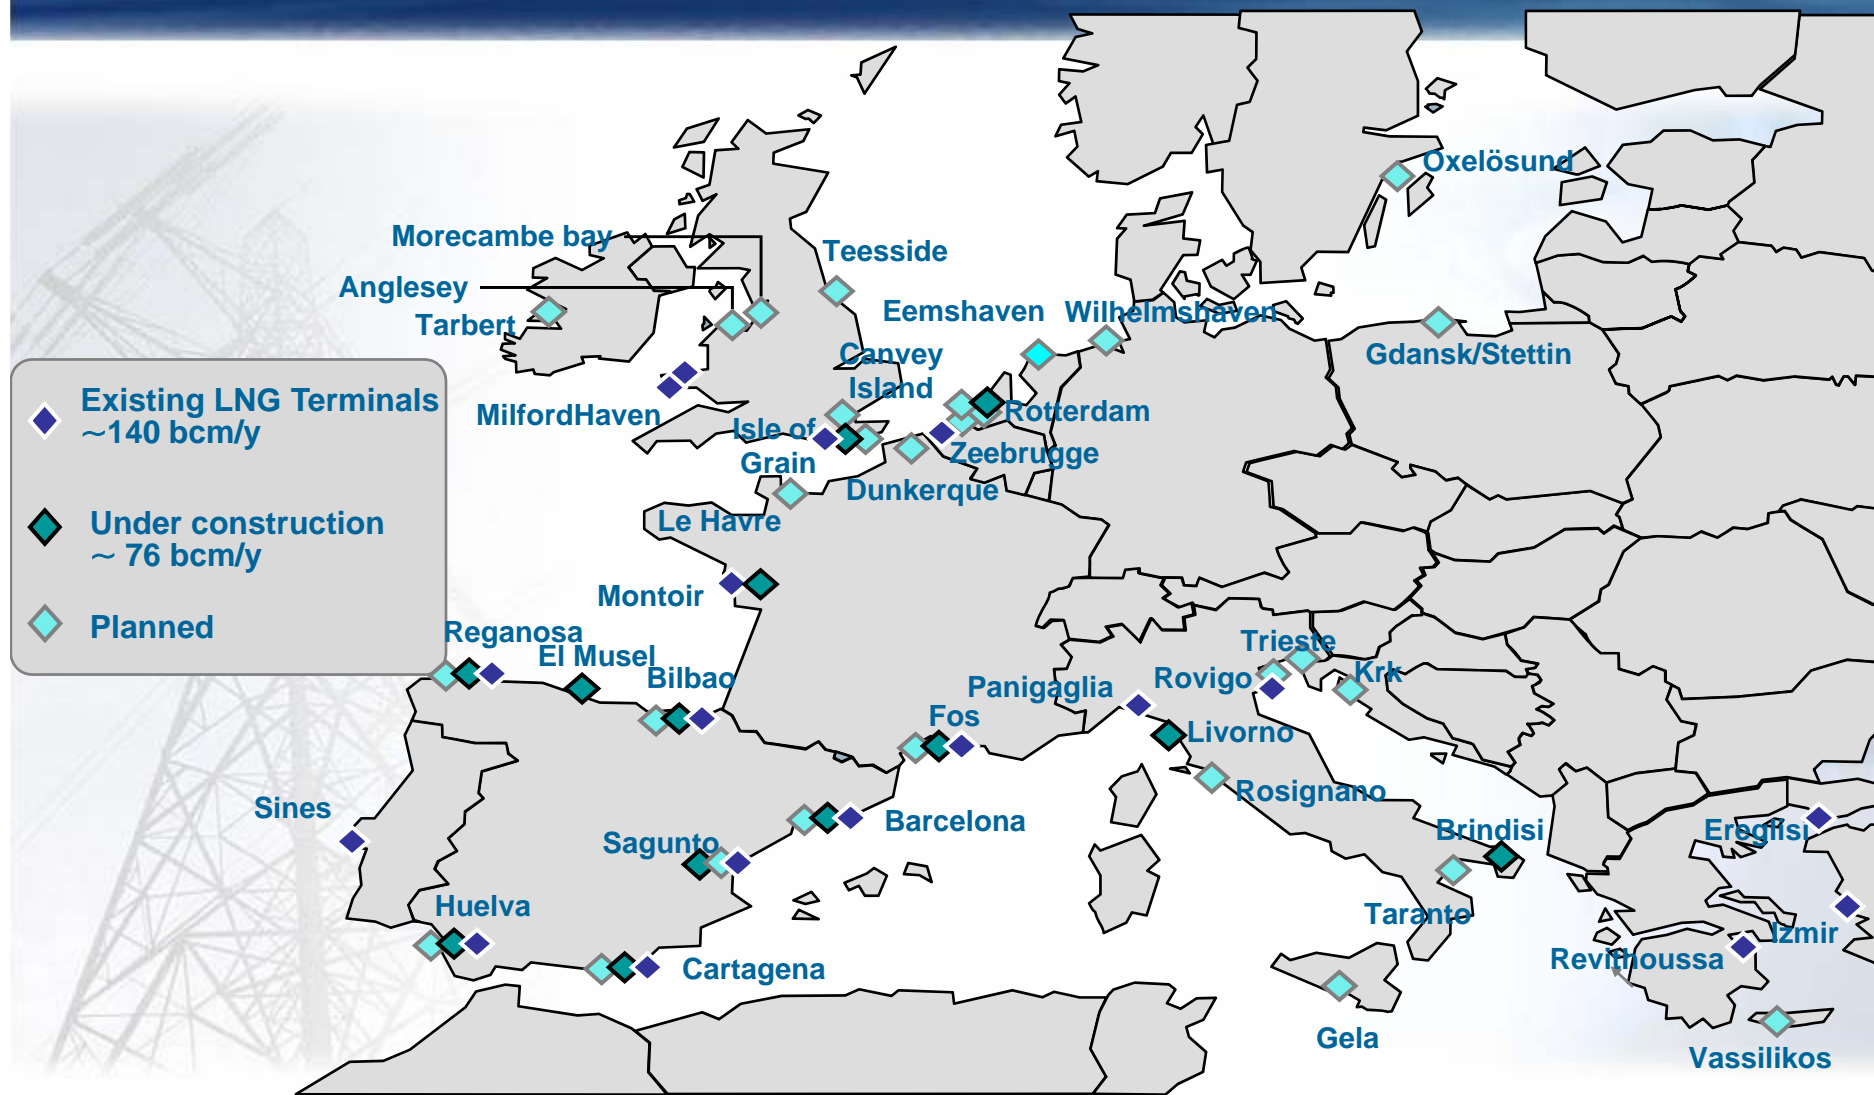 Oxelösund
Morecambe bay
Teesside
Anglesey
Tarbert
Eemshaven
Wilhelmshaven
Canvey
Island
Gdansk/Stettin
MilfordHaven
Rotterdam
Isle of
Grain
Zeebrugge
Dunkerque
Le Havre
Existing LNG Terminals
~140 bcm/y
Under construction
~ 76 bcm/y
Planned
Montoir
Reganosa
El Musel
Bilbao
Trieste
Krk
Panigaglia
Rovigo
Fos
Livorno
Rosignano
Sines
Barcelona
Sagunto
Brindisi
Ereglisi
Huelva
Taranto
Izmir
Revithoussa
Cartagena
Gela
Vassilikos